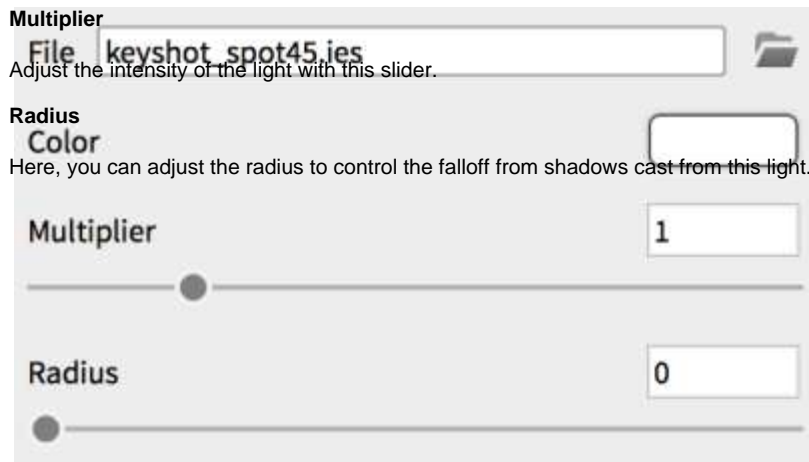 Multiplier
File keyshot_spot45.ies
Adjust the intensity of the light with this slider.
Radius
Color
Here, you can adjust the radius to control the falloff from shadows cast from this light.
Multiplier 1
Radius 0